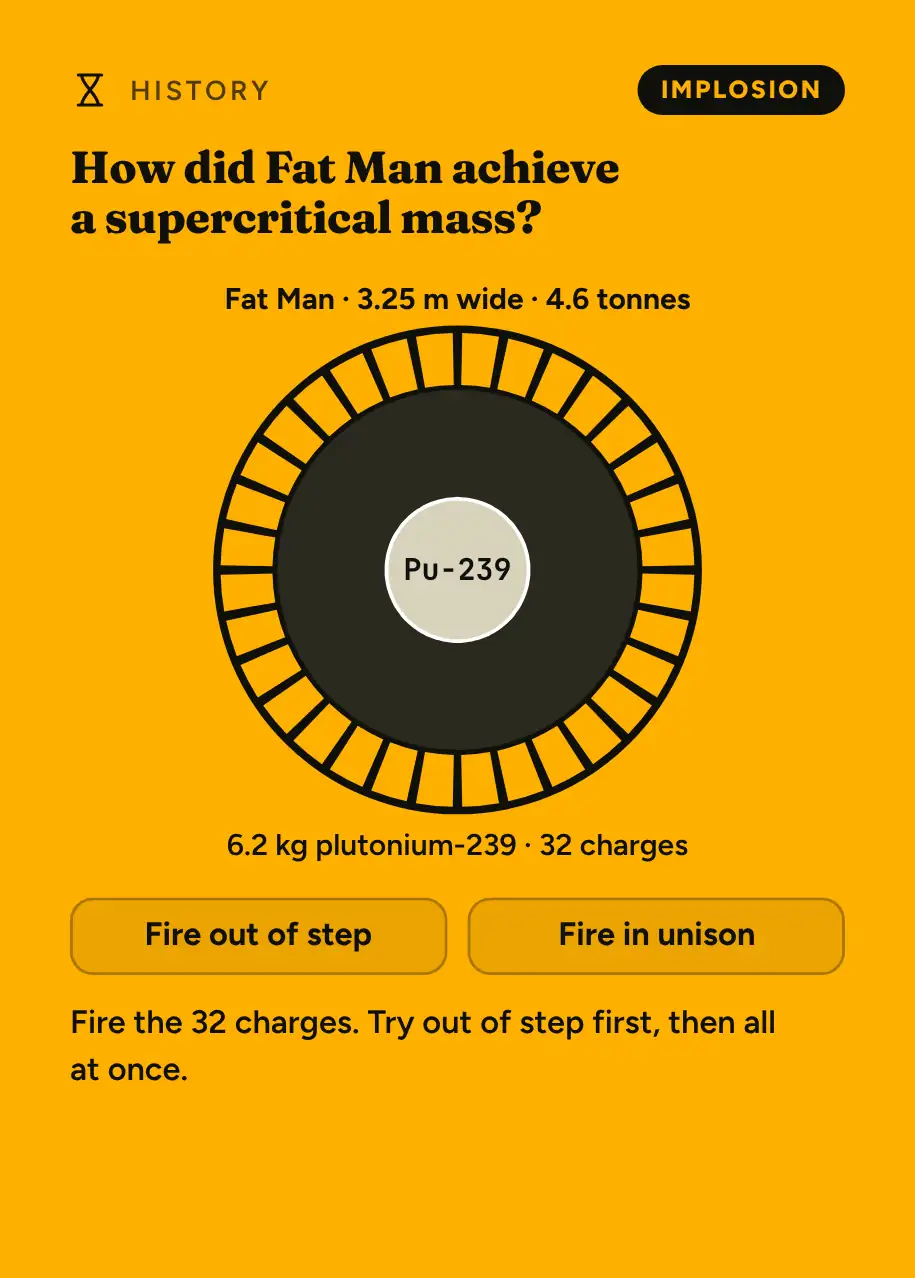 HISTORY
IMPLOSION
How did Fat Man achieve
a supercritical mass?
Fat Man · 3.25 m wide · 4.6 tonnes
Pu-239
6.2 kg plutonium-239 · 32 charges
Fire out of step
Fire in unison
Fire the 32 charges. Try out of step first, then all
at once.